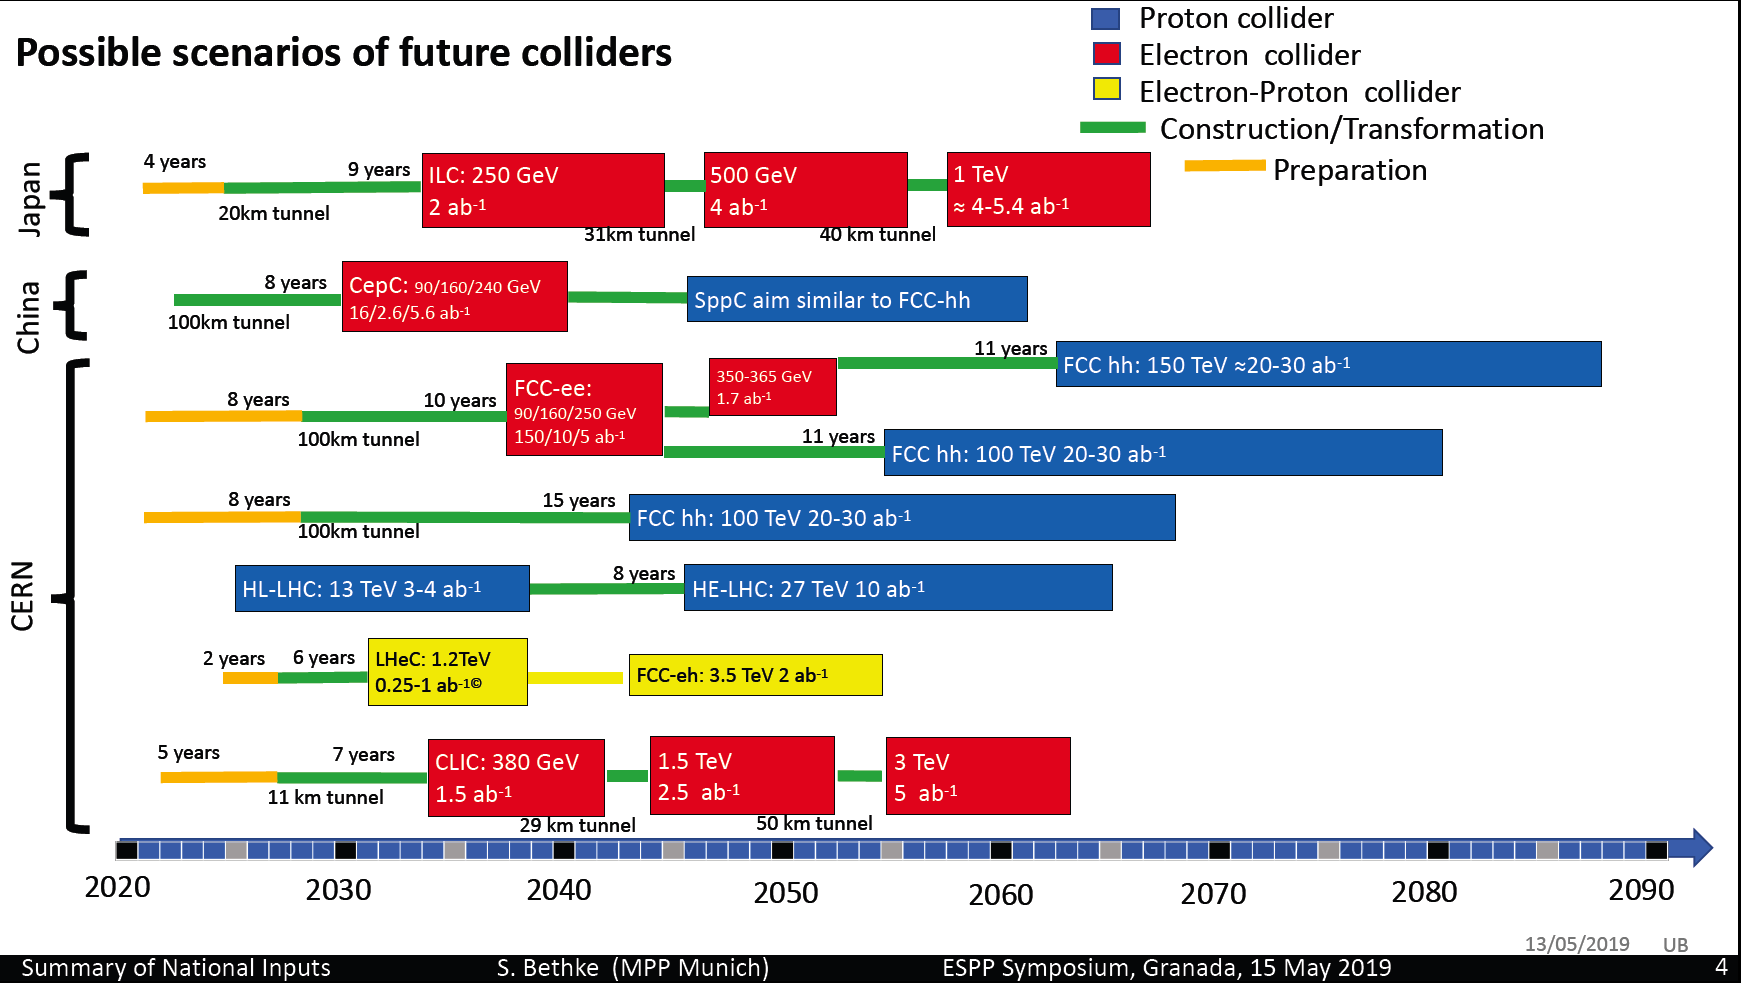 Possible scenarios of future colliders
Proton collider
Electron  collider
Electron-Proton  collider
Construction/Transformation
Preparation
Japan
4 years
9 years
20km tunnel
ILC: 250 GeV
2 ab-1
31km tunnel
500 GeV
4 ab-1
40 km tunnel
1 TeV
≈ 4-5.4 ab-1
China
8 years
100km tunnel
CepC: 90/160/240 GeV
16/2.6/5.6 ab-1
SppC aim similar to FCC-hh
CERN
8 years
10 years
100km tunnel
FCC-ee:
90/160/250 GeV
150/10/5 ab-1
350-365 GeV
1.7 ab-1
11 years
FCC hh: 150 TeV ≈20-30 ab-1
11 years
FCC hh: 100 TeV 20-30 ab-1
8 years
15 years
100km tunnel
FCC hh: 100 TeV 20-30 ab-1
HL-LHC: 13 TeV 3-4 ab-1
8 years
HE-LHC: 27 TeV 10 ab-1
2 years
6 years
LHeC: 1.2TeV
0.25-1 ab-1©
FCC-eh: 3.5 TeV 2 ab-1
5 years
7 years
11 km tunnel
CLIC: 380 GeV
1.5 ab-1
29 km tunnel
1.5 TeV
2.5  ab-1
50 km tunnel
3 TeV
5  ab-1
2020
2030
2040
2050
2060
2070
2080
2090
13/05/2019
UB
Summary of National Inputs
S. Bethke  (MPP Munich)
ESPP Symposium, Granada, 15 May 2019
4